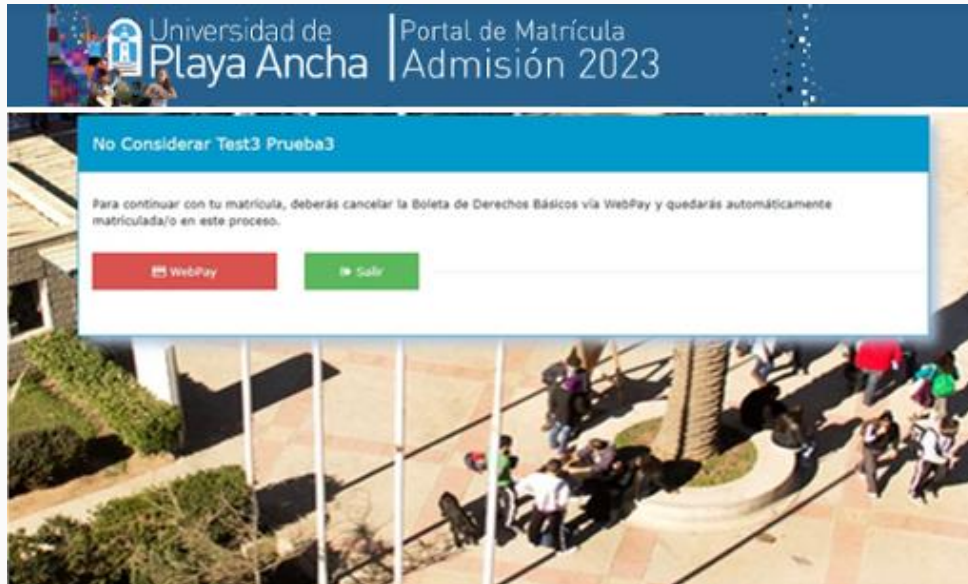 Universidad de
Playa Ancha
Portal de Matrícula
Admisión 2023
No Considerar Test3 Prueba3
Para continuar con tu matrícula, deberás cancelar la Boleta de Derechos Básicos vía WebPay y quedarás automáticamente
matriculada/o en este proceso.
WebPay
Salir